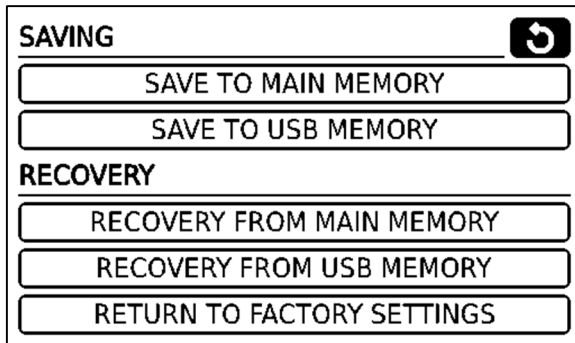 SAVING
SAVE TO MAIN MEMORY
SAVE TO USB MEMORY
RECOVERY
RECOVERY FROM MAIN MEMORY
RECOVERY FROM USB MEMORY
RETURN TO FACTORY SETTINGS